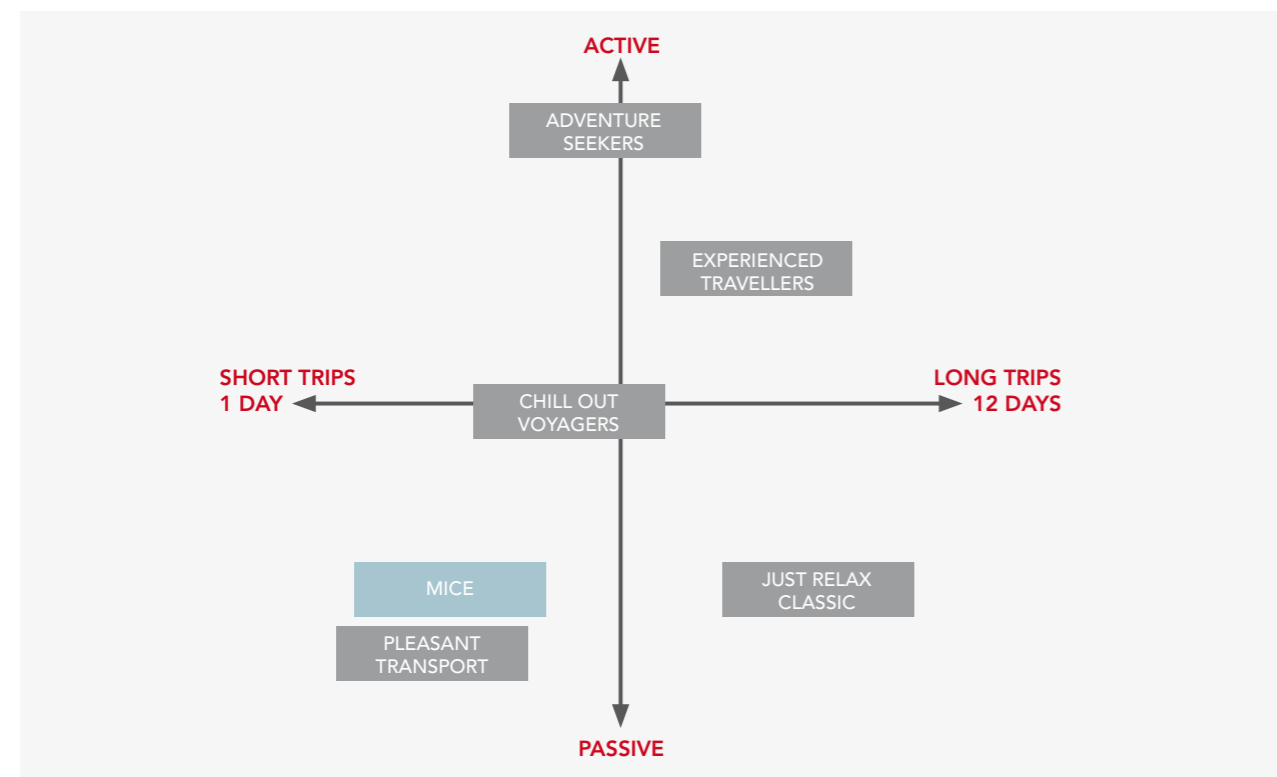 ACTIVE
ADVENTURE
SEEKERS
EXPERIENCED
TRAVELLERS
SHORT TRIPS
1 DAY
CHILL OUT
VOYAGERS
LONG TRIPS
12 DAYS
MICE
JUST RELAX
CLASSIC
PLEASANT
TRANSPORT
PASSIVE